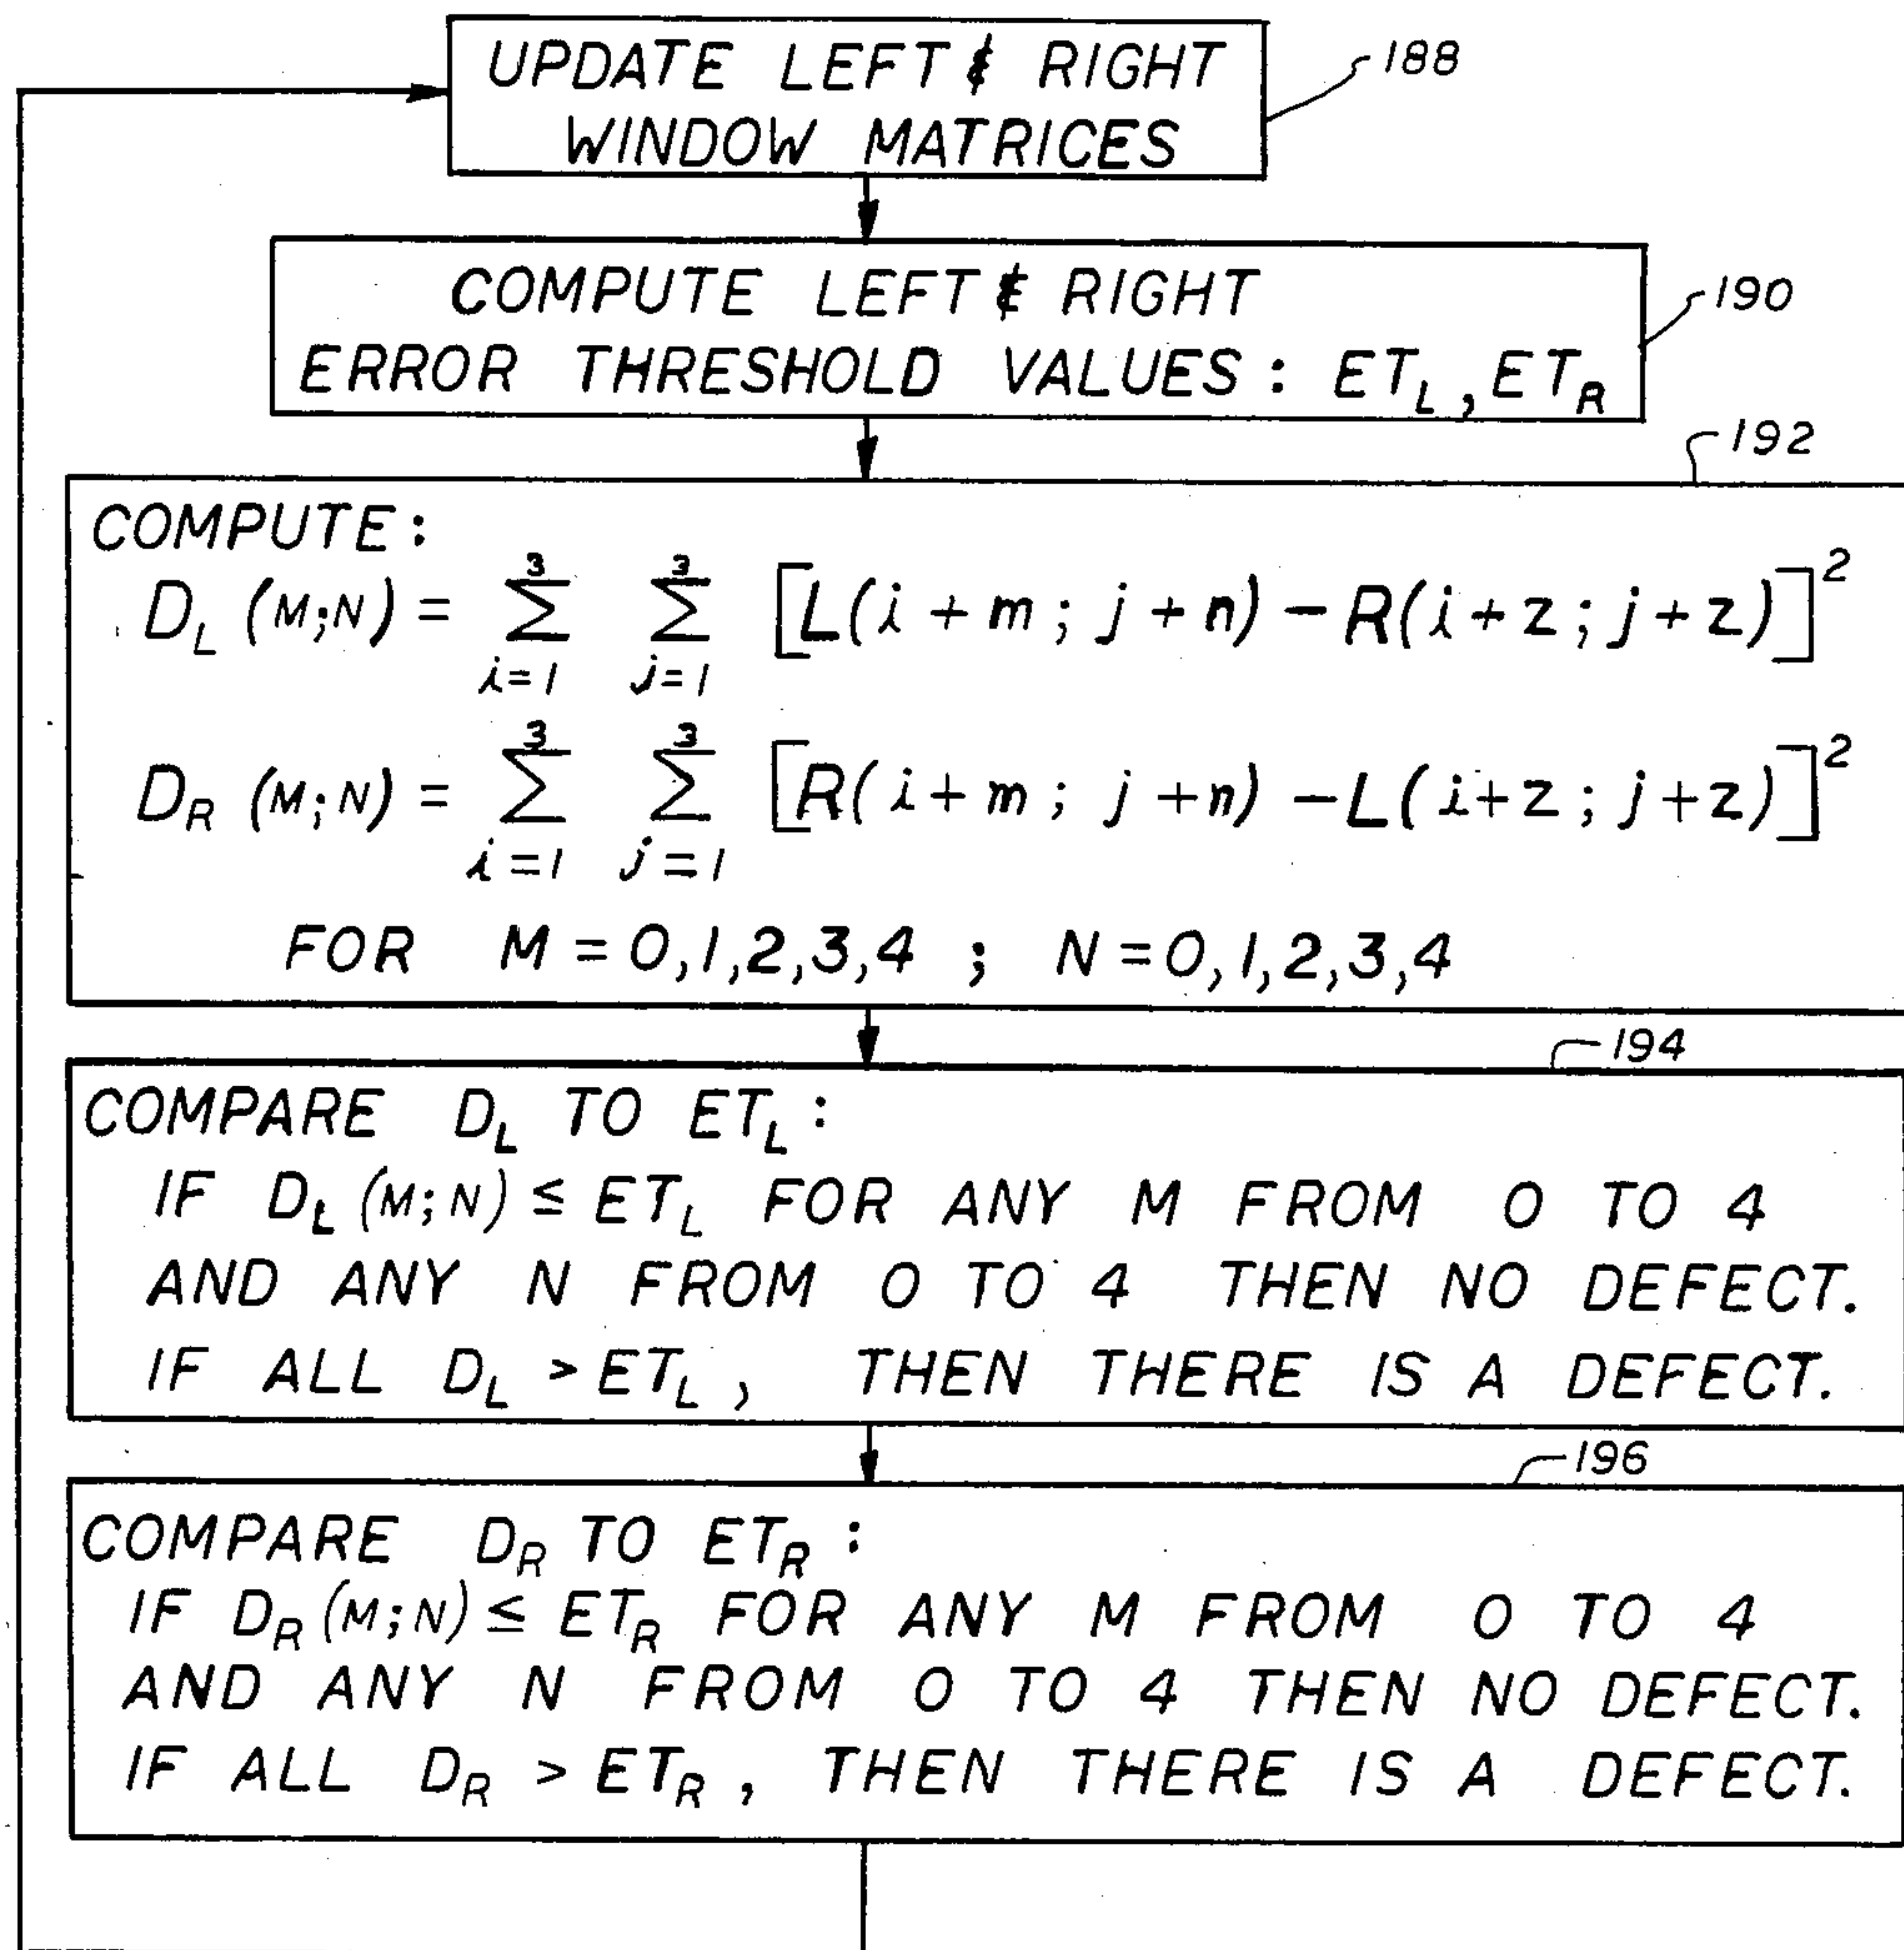 UPDATE LEFT & RIGHT
WINDOW MATRICES
188
COMPUTE LEFT & RIGHT
ERROR THRESHOLD VALUES : ET_L, ET_R
190
192
COMPUTE:
D_L (M;N) = \sum_{i=1}^{3} \sum_{j=1}^{3} [L(i+m; j+n) - R(i+z; j+z)]^2
D_R (M;N) = \sum_{i=1}^{3} \sum_{j=1}^{3} [R(i+m; j+n) - L(i+z; j+z)]^2
FOR M = 0,1,2,3,4 ; N = 0,1,2,3,4
194
COMPARE D_L TO ET_L :
IF D_L (M;N) ≤ ET_L FOR ANY M FROM 0 TO 4
AND ANY N FROM 0 TO 4 THEN NO DEFECT.
IF ALL D_L > ET_L, THEN THERE IS A DEFECT.
196
COMPARE D_R TO ET_R :
IF D_R (M;N) ≤ ET_R FOR ANY M FROM 0 TO 4
AND ANY N FROM 0 TO 4 THEN NO DEFECT.
IF ALL D_R > ET_R, THEN THERE IS A DEFECT.